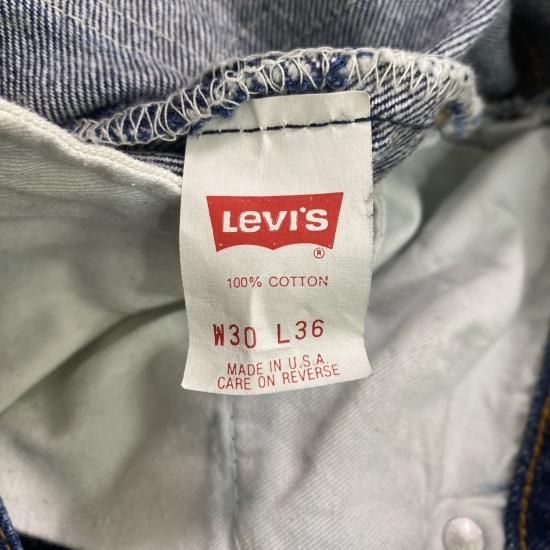 Levi's
®
100% COTTON
W30 L36
MADE IN U.S.A.
CARE ON REVERSE